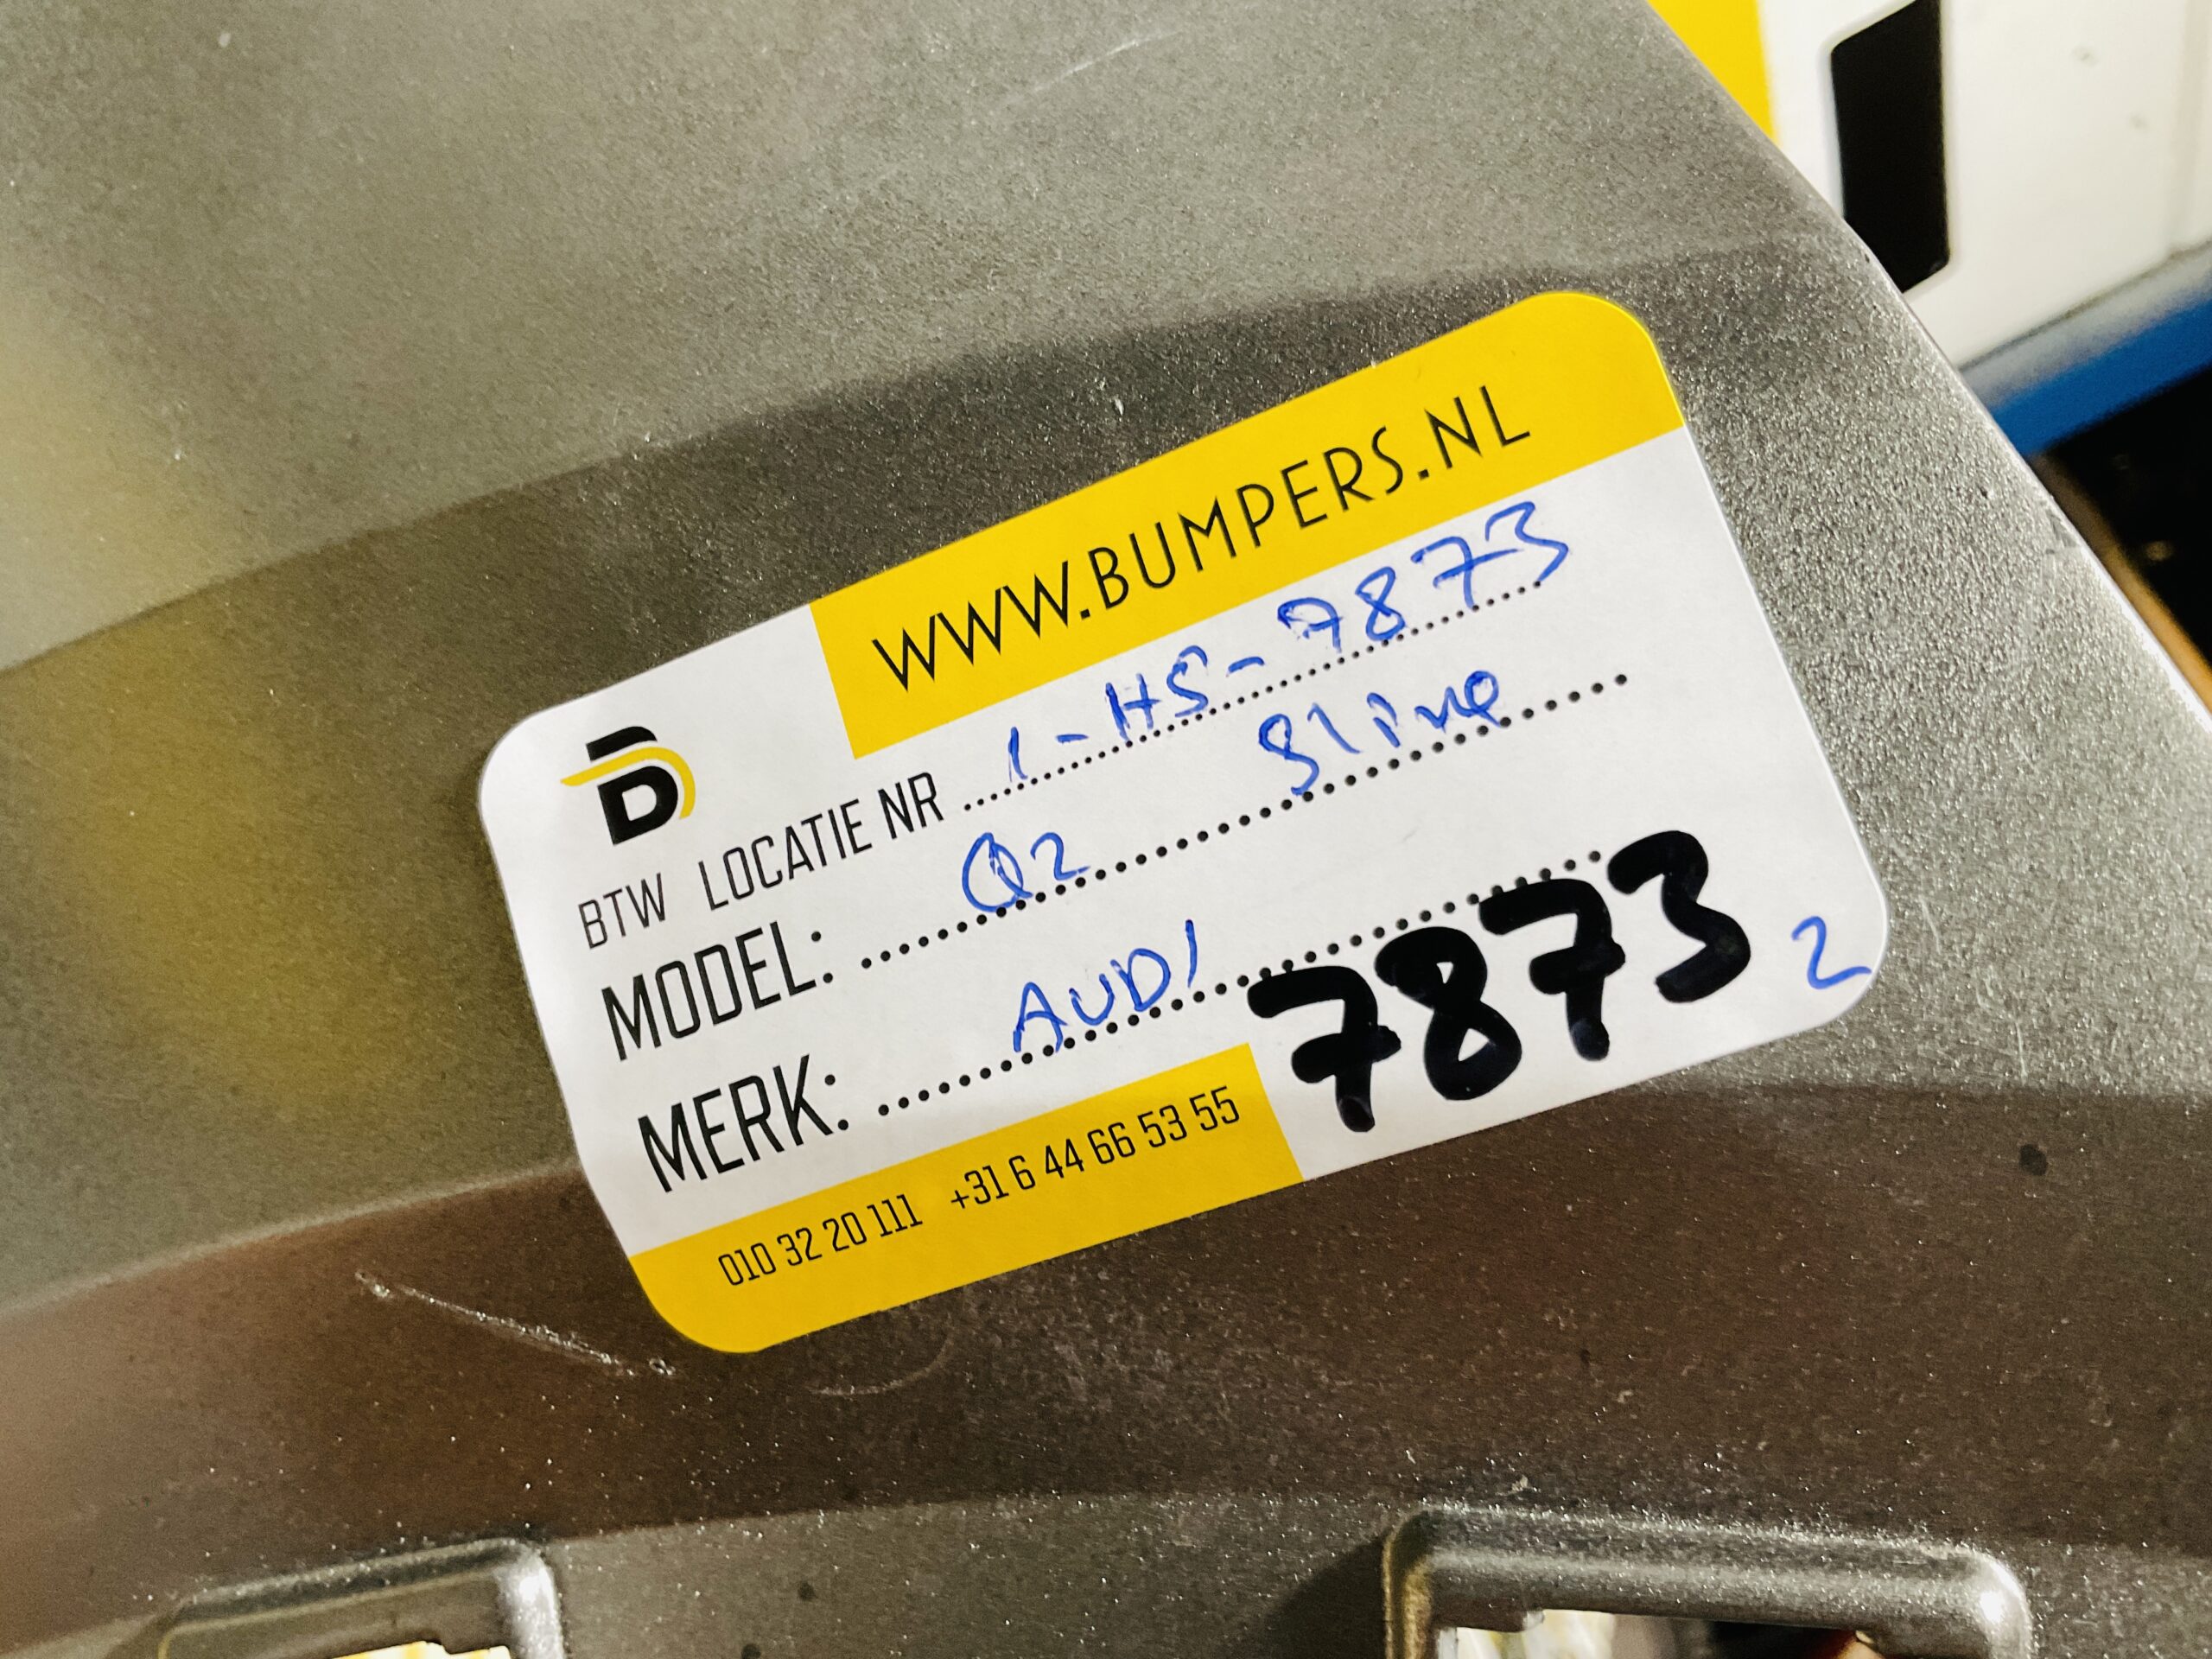 WWW.BUMPERS.NL
BTW LOCATIE NR 1-HS-7873
MODEL: Q2 Sline
MERK: AUDI
7873 2
010 32 20 111 +31 6 44 66 53 55